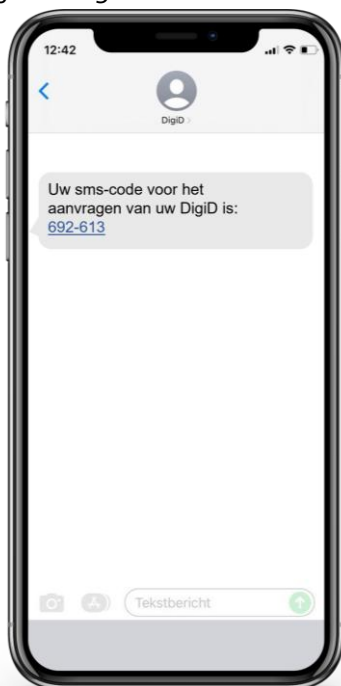 12:42
DigiD
Uw sms-code voor het
aanvragen van uw DigiD is:
692-613
Tekstbericht